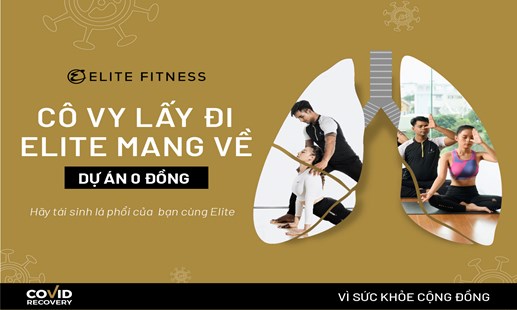 ELITE FITNESS
CÔ VY LẤY ĐI
ELITE MANG VỀ
DỰ ÁN 0 ĐỒNG
Hãy tái sinh lá phổi của bạn cùng Elite
COVID
RECOVERY
VÌ SỨC KHỎE CỘNG ĐỒNG